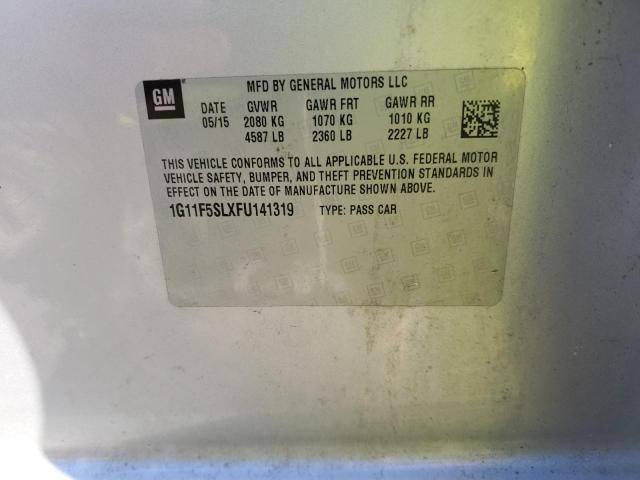 GM
MFD BY GENERAL MOTORS LLC
DATE GVWR GAWR FRT GAWR RR
05/15 2080 KG 1070 KG 1010 KG
4587 LB 2360 LB 2227 LB
THIS VEHICLE CONFORMS TO ALL APPLICABLE U.S. FEDERAL MOTOR
VEHICLE SAFETY, BUMPER, AND THEFT PREVENTION STANDARDS IN
EFFECT ON THE DATE OF MANUFACTURE SHOWN ABOVE.
1G11F5SLXFU141319 TYPE: PASS CAR